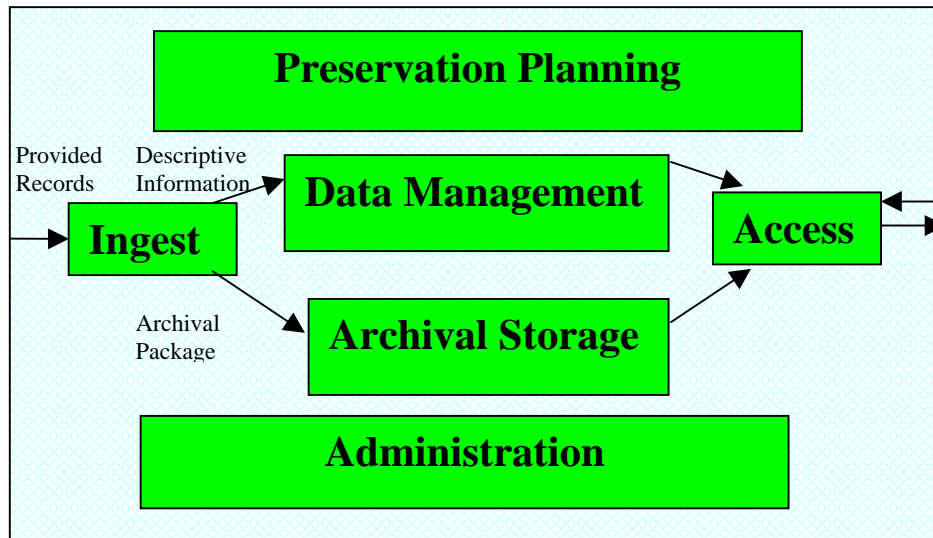 Preservation Planning
Provided
Records
Descriptive
Information
Data Management
Ingest
Access
Archival
Package
Archival Storage
Administration